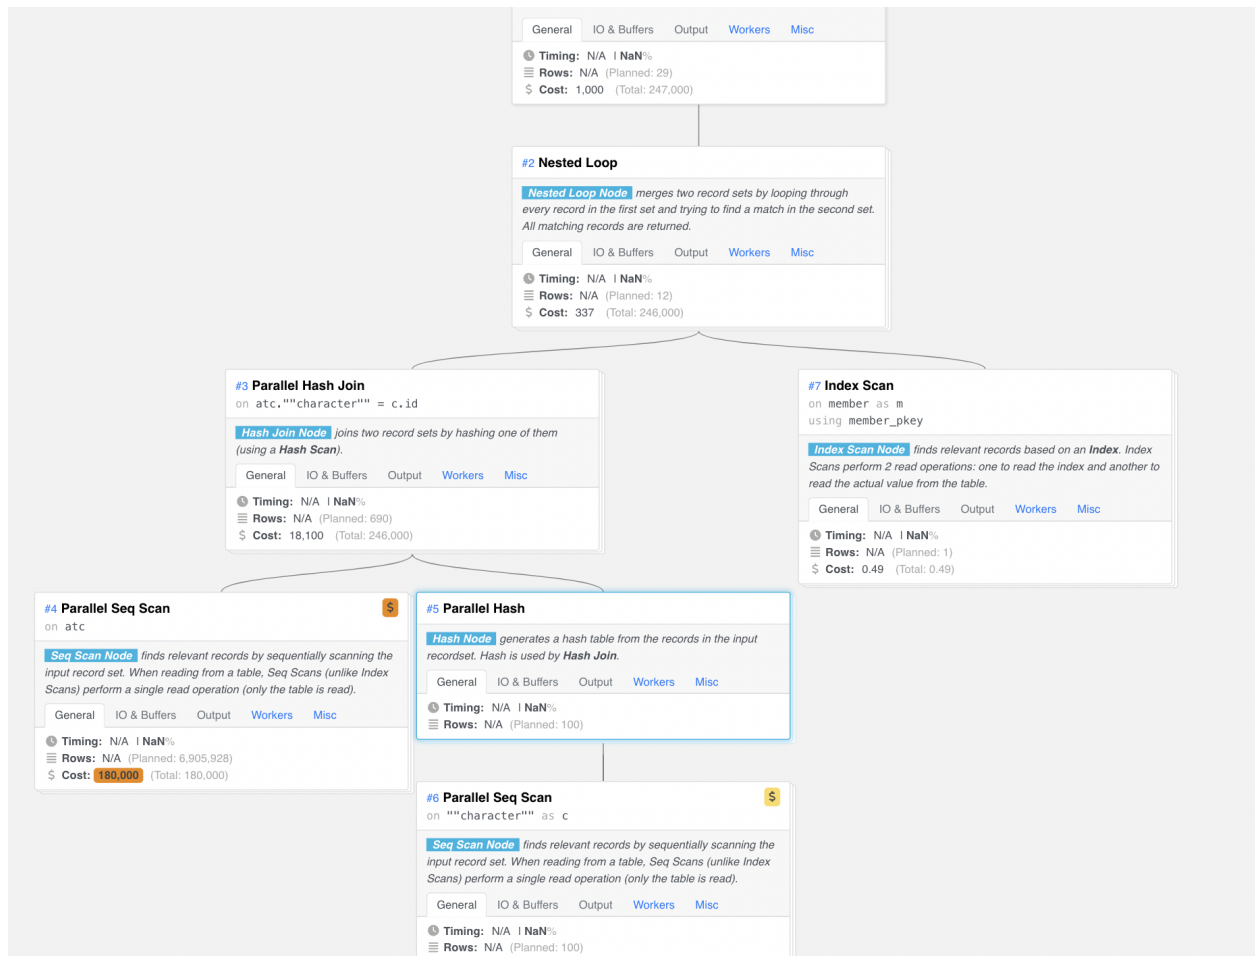 General IO & Buffers Output Workers Misc
Timing: N/A | NaN%
Rows: N/A (Planned: 29)
$ Cost: 1,000 (Total: 247,000)
#2 Nested Loop
Nested Loop Node merges two record sets by looping through
every record in the first set and trying to find a match in the second set.
All matching records are returned.
General IO & Buffers Output Workers Misc
Timing: N/A | NaN%
Rows: N/A (Planned: 12)
$ Cost: 337 (Total: 246,000)
#3 Parallel Hash Join
on atc.""character"" = c.id
Hash Join Node joins two record sets by hashing one of them
(using a Hash Scan).
General IO & Buffers Output Workers Misc
Timing: N/A | NaN%
Rows: N/A (Planned: 690)
$ Cost: 18,100 (Total: 246,000)
#7 Index Scan
on member as m
using member_pkey
Index Scan Node finds relevant records based on an Index. Index
Scans perform 2 read operations: one to read the index and another to
read the actual value from the table.
General IO & Buffers Output Workers Misc
Timing: N/A | NaN%
Rows: N/A (Planned: 1)
$ Cost: 0.49 (Total: 0.49)
#4 Parallel Seq Scan $
on atc
Seq Scan Node finds relevant records by sequentially scanning the
input record set. When reading from a table, Seq Scans (unlike Index
Scans) perform a single read operation (only the table is read).
General IO & Buffers Output Workers Misc
Timing: N/A | NaN%
Rows: N/A (Planned: 6,905,928)
$ Cost: 180,000 (Total: 180,000)
#5 Parallel Hash
Hash Node generates a hash table from the records in the input
recordset. Hash is used by Hash Join.
General IO & Buffers Output Workers Misc
Timing: N/A | NaN%
Rows: N/A (Planned: 100)
#6 Parallel Seq Scan $
on ""character"" as c
Seq Scan Node finds relevant records by sequentially scanning the
input record set. When reading from a table, Seq Scans (unlike Index
Scans) perform a single read operation (only the table is read).
General IO & Buffers Output Workers Misc
Timing: N/A | NaN%
Rows: N/A (Planned: 100)